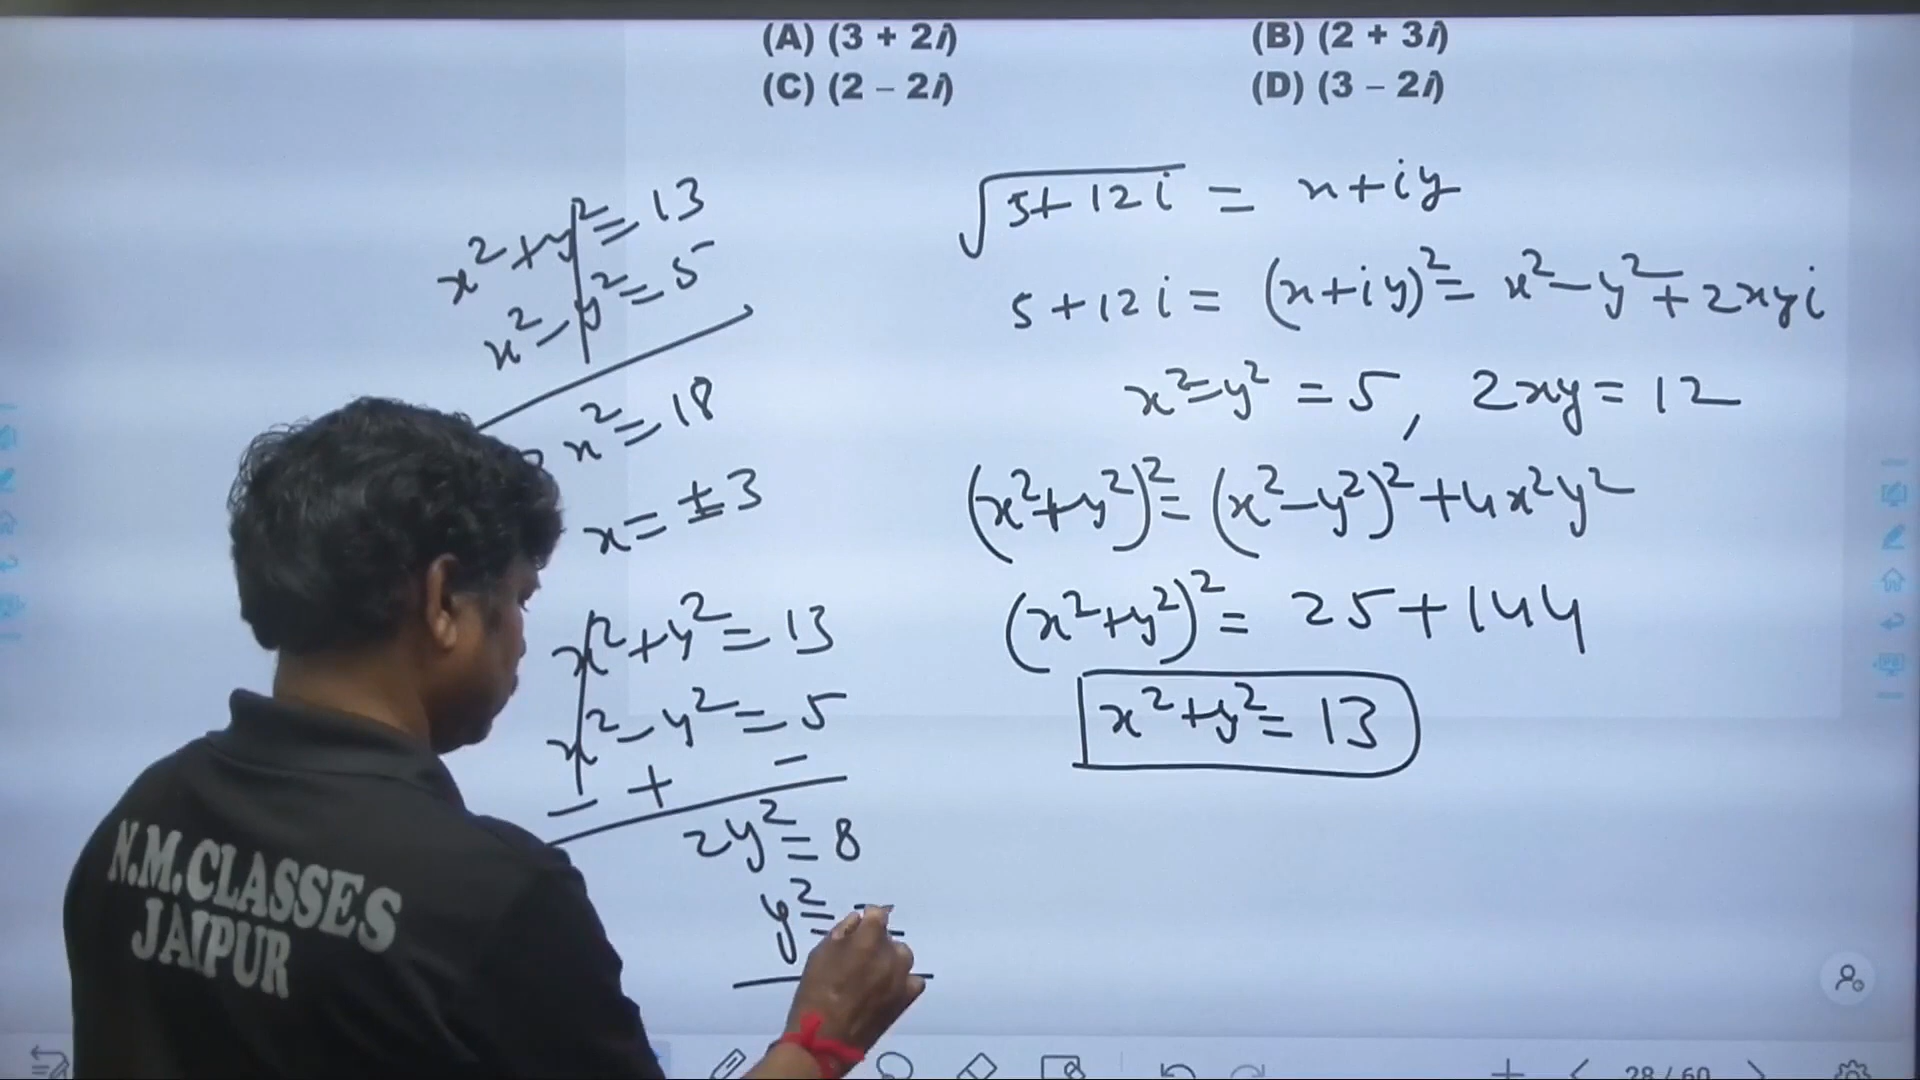 (A) (3 + 2i)
(B) (2 + 3i)
(C) (2 – 2i)
(D) (3 – 2i)
√5+12i = x+iy
5+12i = (x+iy)² = x²-y²+2xyi
x²-y² = 5, 2xy = 12
(x²+y²)² = (x²-y²)²+4x²y²
(x²+y²)² = 25+144
x²+y² = 13
x²+y² = 13
x²-y² = 5
x² = 18
x = ±3
x²+y² = 13
x²-y² = 5
- + -
2y² = 8
y² =
N.M.CLASSES
JAIPUR
28 / 60